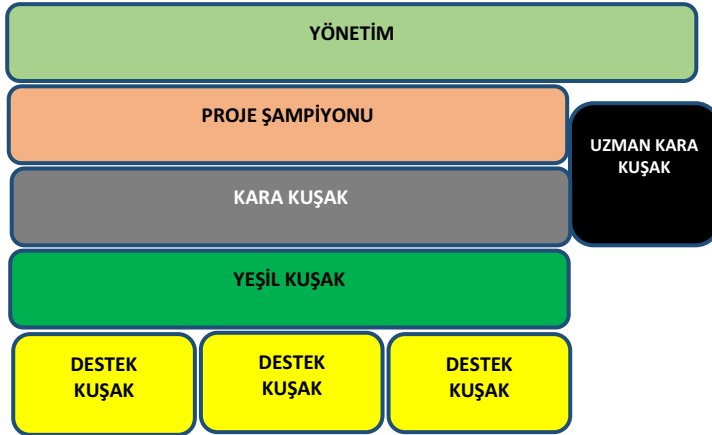 YÖNETİM
PROJE ŞAMPİYONU
UZMAN KARA
KUŞAK
KARA KUŞAK
YEŞİL KUŞAK
DESTEK
KUŞAK
DESTEK
KUŞAK
DESTEK
KUŞAK